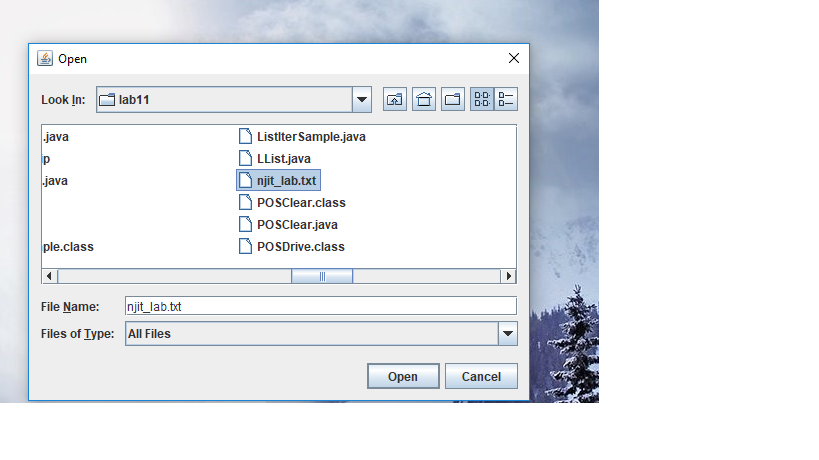 Open
Look In: lab11
.java
p
.java
ple.class
ListIterSample.java
LList.java
njit_lab.txt
POSClear.class
POSClear.java
POSDrive.class
File Name: njit_lab.txt
Files of Type: All Files
Open Cancel